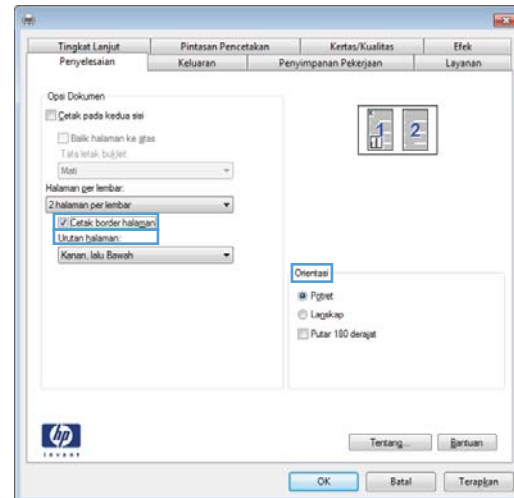 Tingkat Lanjut Pintasan Pencetakan Kertas/Kualitas Efek
Penyelesaian Keluaran Penyimpanan Pekerjaan Layanan
Opsi Dokumen
Cetak pada kedua sisi
Balik halaman ke atas
Tata letak buklet:
Mati
Halaman per lembar:
2 halaman per lembar
Cetak border halaman
Urutan halaman:
Kanan, lalu Bawah
1 2
Orientasi
Potret
Lanskap
Putar 180 derajat
hp
invent
Tentang... Bantuan
OK Batal Terapkan